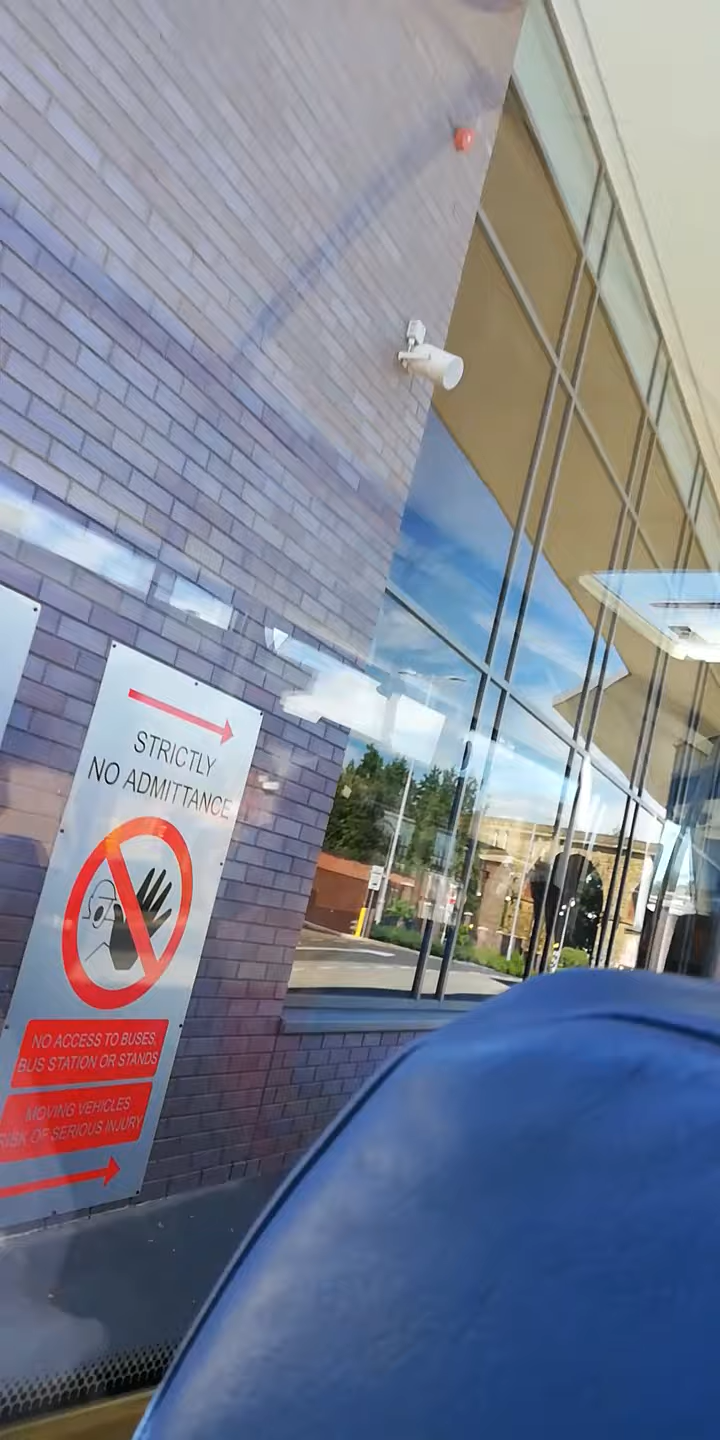 STRICTLY
NO ADMITTANCE
NO ACCESS TO BUSES,
BUS STATION OR STANDS
MOVING VEHICLES
RISK OF SERIOUS INJURY